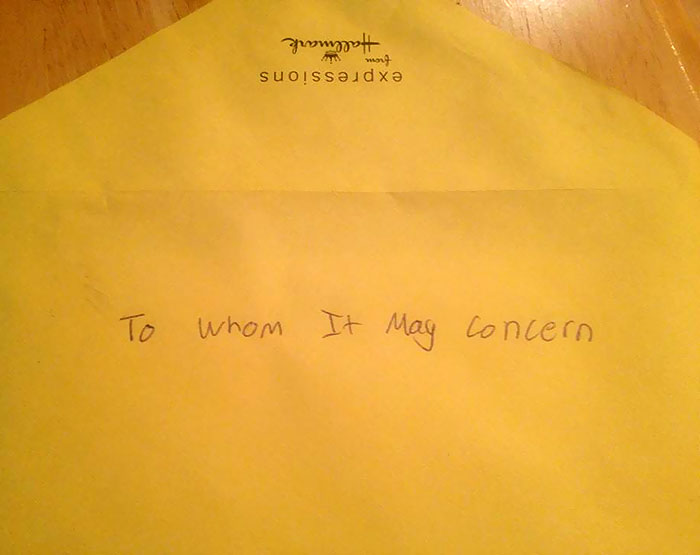 expressions
from
Hallmark
To whom It May Concern